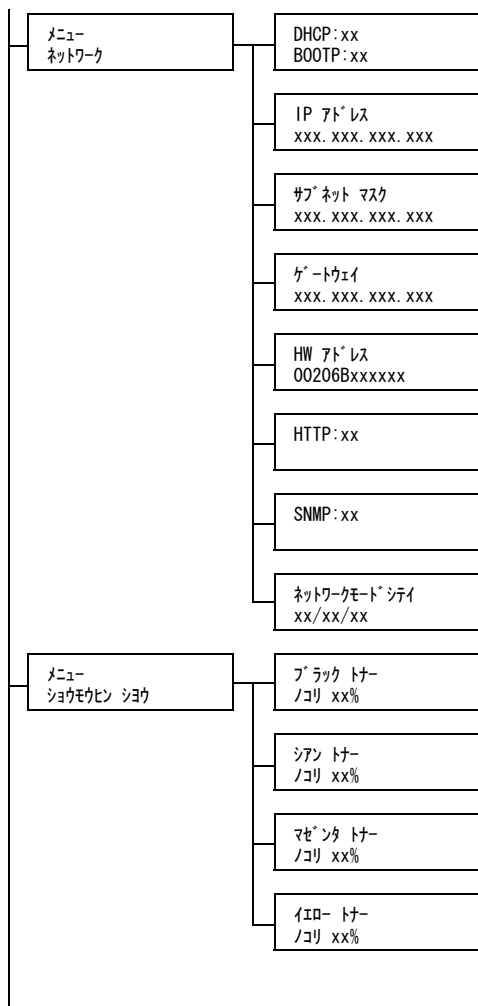 ﾒﾆｭｰ
ﾈｯﾄﾜｰｸ
DHCP:xx
BOOTP:xx
IP ｱﾄﾞﾚｽ
xxx.xxx.xxx.xxx
ｻﾌﾞﾈｯﾄ ﾏｽｸ
xxx.xxx.xxx.xxx
ｹﾞｰﾄｳｪｲ
xxx.xxx.xxx.xxx
HW ｱﾄﾞﾚｽ
00206Bxxxxxx
HTTP:xx
SNMP:xx
ﾈｯﾄﾜｰｸﾓｰﾄﾞｼﾃｲ
xx/xx/xx
ﾒﾆｭｰ
ｼｮｳﾓｳﾋﾝ ｼﾖｳ
ﾌﾞﾗｯｸ ﾄﾅｰ
ﾉｺﾘ xx%
ｼｱﾝ ﾄﾅｰ
ﾉｺﾘ xx%
ﾏｾﾞﾝﾀ ﾄﾅｰ
ﾉｺﾘ xx%
ｲｴﾛｰ ﾄﾅｰ
ﾉｺﾘ xx%